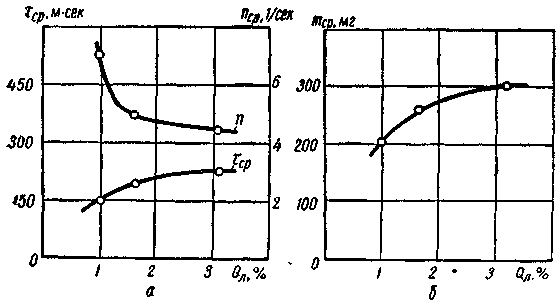 τср, м·сек
nср, 1/сек
mср, мг
450
300
150
0
6
4
2
n
τср
1 2 3 Qл, %
а
300
200
100
0
1 2 3 Qл. %
б